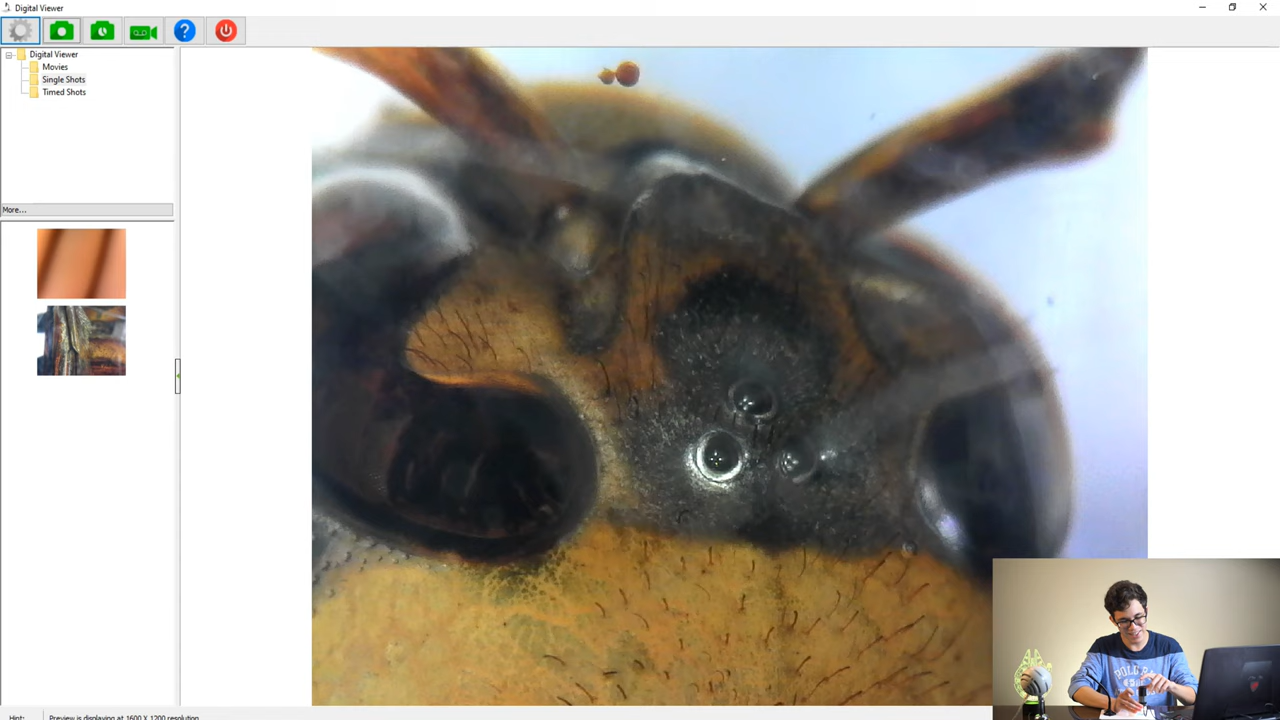 Digital Viewer
Digital Viewer
Movies
Single Shots
Timed Shots
More...
Hint: Preview is displaying at 1600 X 1200 resolution